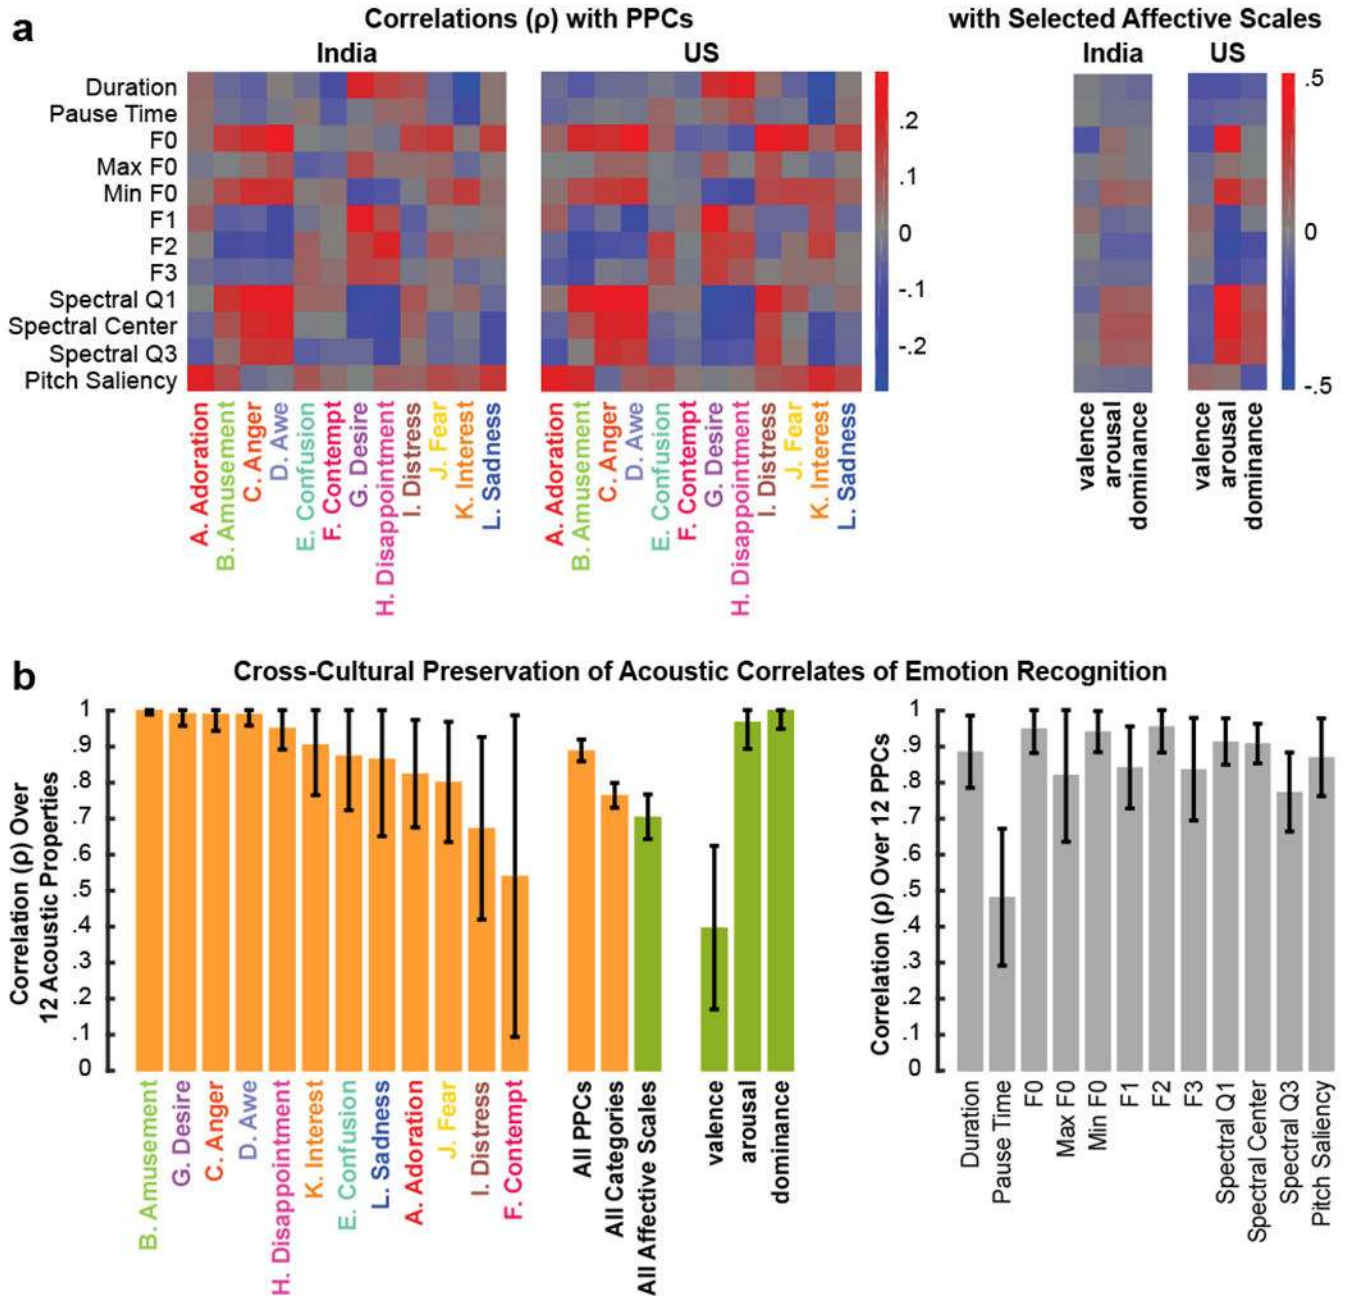 a
Correlations (ρ) with PPCs
with Selected Affective Scales
India
US
India
US
Duration
Pause Time
F0
Max F0
Min F0
F1
F2
F3
Spectral Q1
Spectral Center
Spectral Q3
Pitch Saliency
.2
.1
0
-.1
-.2
.5
0
-.5
A. Adoration
B. Amusement
C. Anger
D. Awe
E. Confusion
F. Contempt
G. Desire
H. Disappointment
I. Distress
J. Fear
K. Interest
L. Sadness
A. Adoration
B. Amusement
C. Anger
D. Awe
E. Confusion
F. Contempt
G. Desire
H. Disappointment
I. Distress
J. Fear
K. Interest
L. Sadness
valence
arousal
dominance
valence
arousal
dominance
b
Cross-Cultural Preservation of Acoustic Correlates of Emotion Recognition
Correlation (ρ) Over
12 Acoustic Properties
1
.9
.8
.7
.6
.5
.4
.3
.2
.1
0
B. Amusement
G. Desire
C. Anger
D. Awe
H. Disappointment
K. Interest
E. Confusion
L. Sadness
A. Adoration
J. Fear
I. Distress
F. Contempt
All PPCs
All Categories
All Affective Scales
valence
arousal
dominance
Correlation (ρ) Over 12 PPCs
1
.9
.8
.7
.6
.5
.4
.3
.2
.1
0
Duration
Pause Time
F0
Max F0
Min F0
F1
F2
F3
Spectral Q1
Spectral Center
Spectral Q3
Pitch Saliency